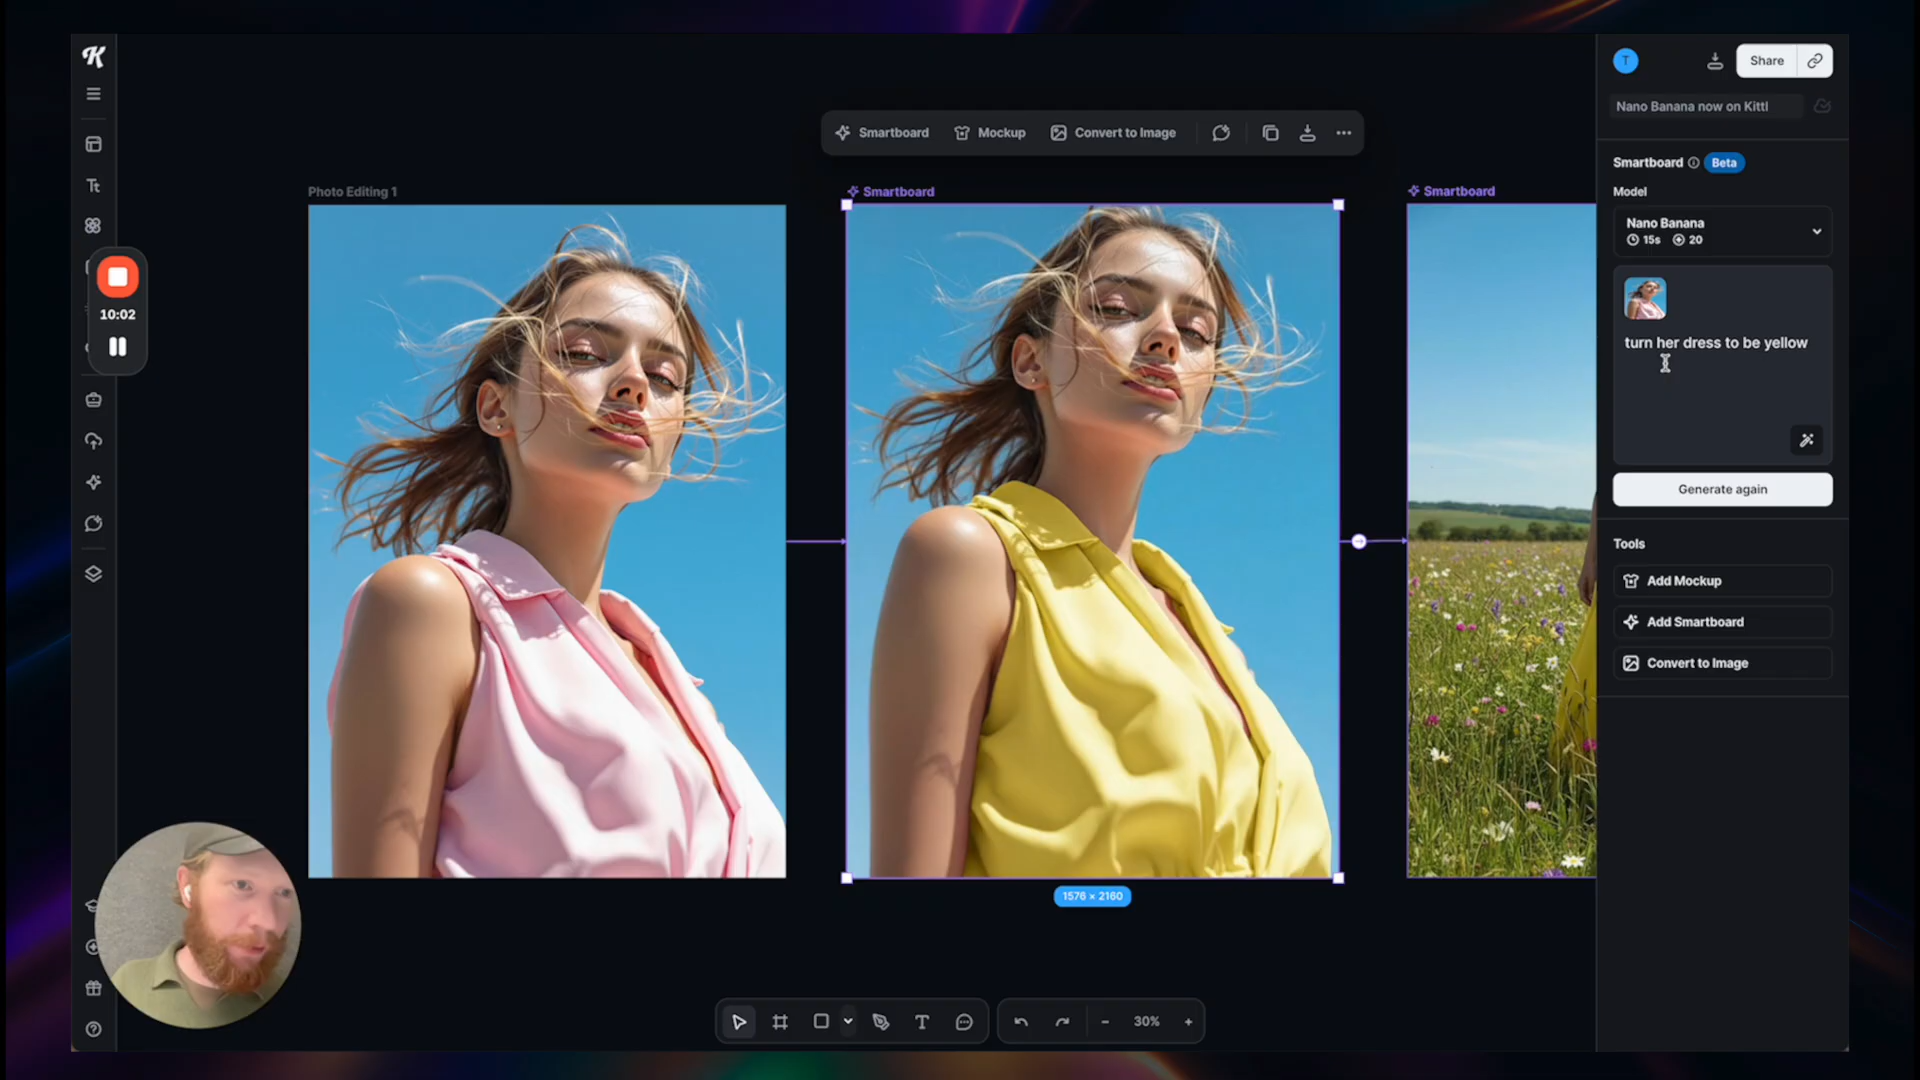 K
T
Share
Nano Banana now on Kittl
Smartboard
Mockup
Convert to Image
Smartboard
Beta
Model
Nano Banana
15s
20
turn her dress to be yellow
Generate again
Tools
Add Mockup
Add Smartboard
Convert to Image
Photo Editing 1
Smartboard
Smartboard
Tt
10:02
1576 × 2160
T
30%